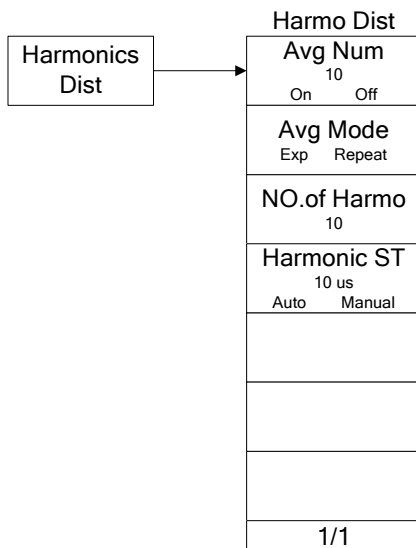 Harmonics
Dist
Harmo Dist
Avg Num
10
On Off
Avg Mode
Exp Repeat
NO.of Harmo
10
Harmonic ST
10 us
Auto Manual
1/1